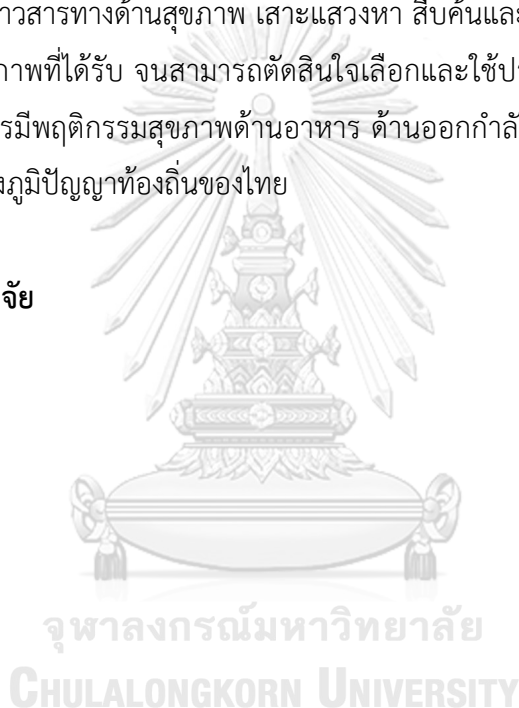 าวสารทางด้านสุขภาพ เสาะแสวงหา สืบค้นและ
ภาพที่ได้รับ จนสามารถตัดสินใจเลือกและใช้ปร
รมีพฤติกรรมสุขภาพด้านอาหาร ด้านออกกำลั
งภูมิปัญญาท้องถิ่นของไทย
จัย
จุฬาลงกรณ์มหาวิทยาลัย
CHULALONGKORN UNIVERSITY